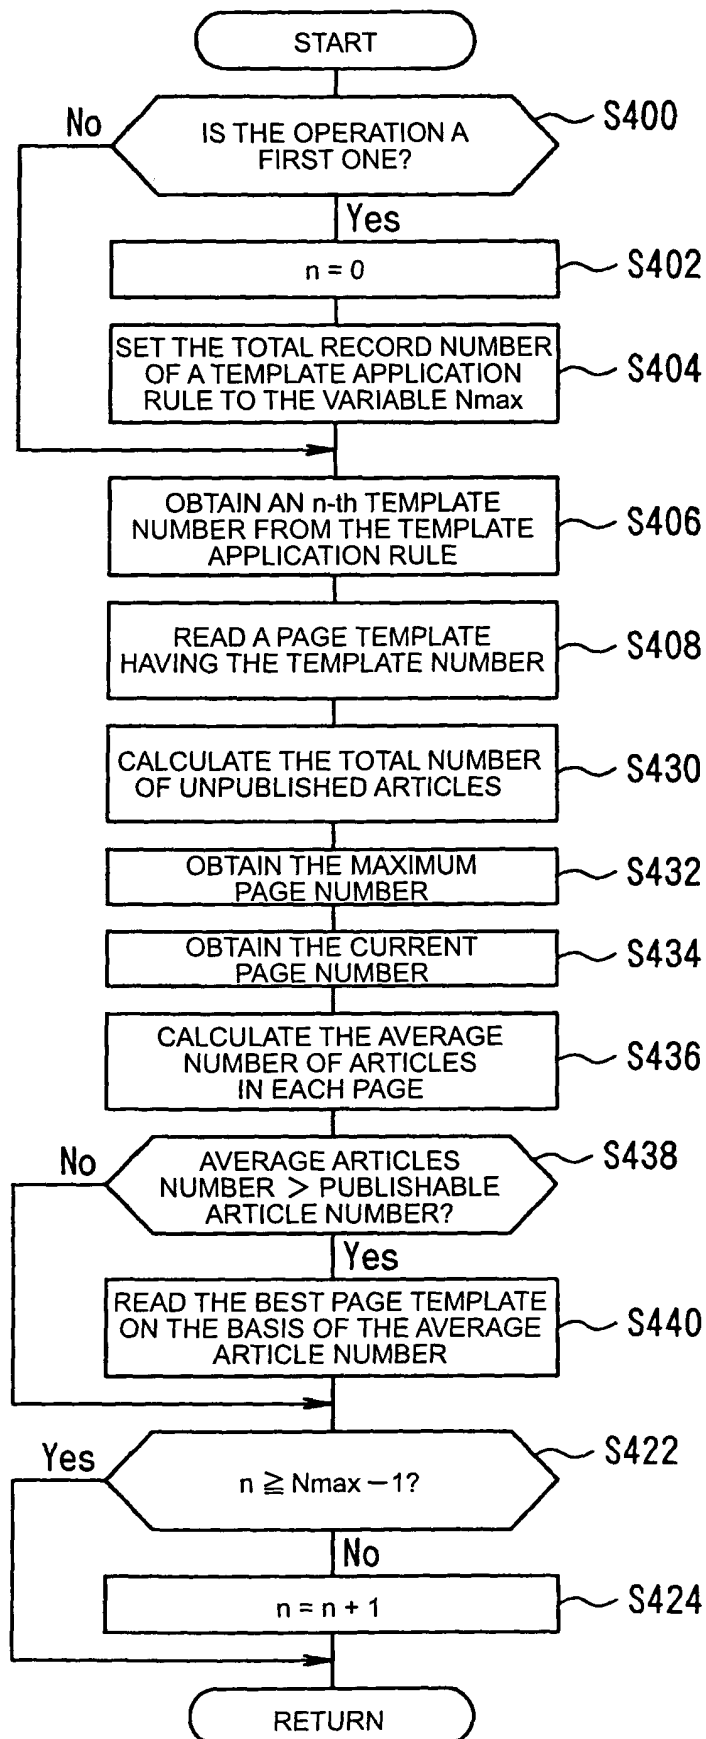 START
No
IS THE OPERATION A
FIRST ONE?
S400
Yes
n = 0
S402
SET THE TOTAL RECORD NUMBER
OF A TEMPLATE APPLICATION
RULE TO THE VARIABLE Nmax
S404
OBTAIN AN n-th TEMPLATE
NUMBER FROM THE TEMPLATE
APPLICATION RULE
S406
READ A PAGE TEMPLATE
HAVING THE TEMPLATE NUMBER
S408
CALCULATE THE TOTAL NUMBER
OF UNPUBLISHED ARTICLES
S430
OBTAIN THE MAXIMUM
PAGE NUMBER
S432
OBTAIN THE CURRENT
PAGE NUMBER
S434
CALCULATE THE AVERAGE
NUMBER OF ARTICLES
IN EACH PAGE
S436
No
AVERAGE ARTICLES
NUMBER > PUBLISHABLE
ARTICLE NUMBER?
S438
Yes
READ THE BEST PAGE TEMPLATE
ON THE BASIS OF THE AVERAGE
ARTICLE NUMBER
S440
Yes
n ≧ Nmax − 1?
S422
No
n = n + 1
S424
RETURN